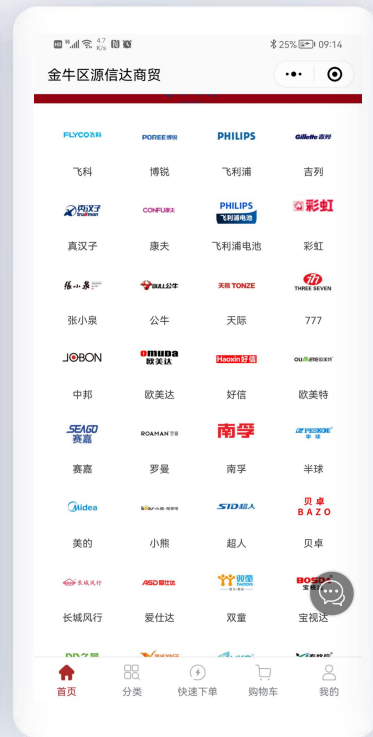 4.7 K/s 25% 09:14
金牛区源信达商贸
FLYCO飞科 POREE博锐 PHILIPS Gillette吉列
飞科 博锐 飞利浦 吉列
真汉子 trueman CONFU康夫 PHILIPS 飞利浦电池 彩虹
真汉子 康夫 飞利浦电池 彩虹
張小泉 BULL公牛 天际 TONZE 777 THREE SEVEN
张小泉 公牛 天际 777
JOBON OMUDA 欧美达 Haoxin好信
中邦 欧美达 好信 欧美特
SEAGO 赛嘉 ROAMAN 南孚 PESKOE 半球
赛嘉 罗曼 南孚 半球
Midea SID超人 贝卓 BAZO
美的 小熊 超人 贝卓
长城风行 ASD爱仕达 双童
长城风行 爱仕达 双童 宝视达
首页 分类 快速下单 购物车 我的